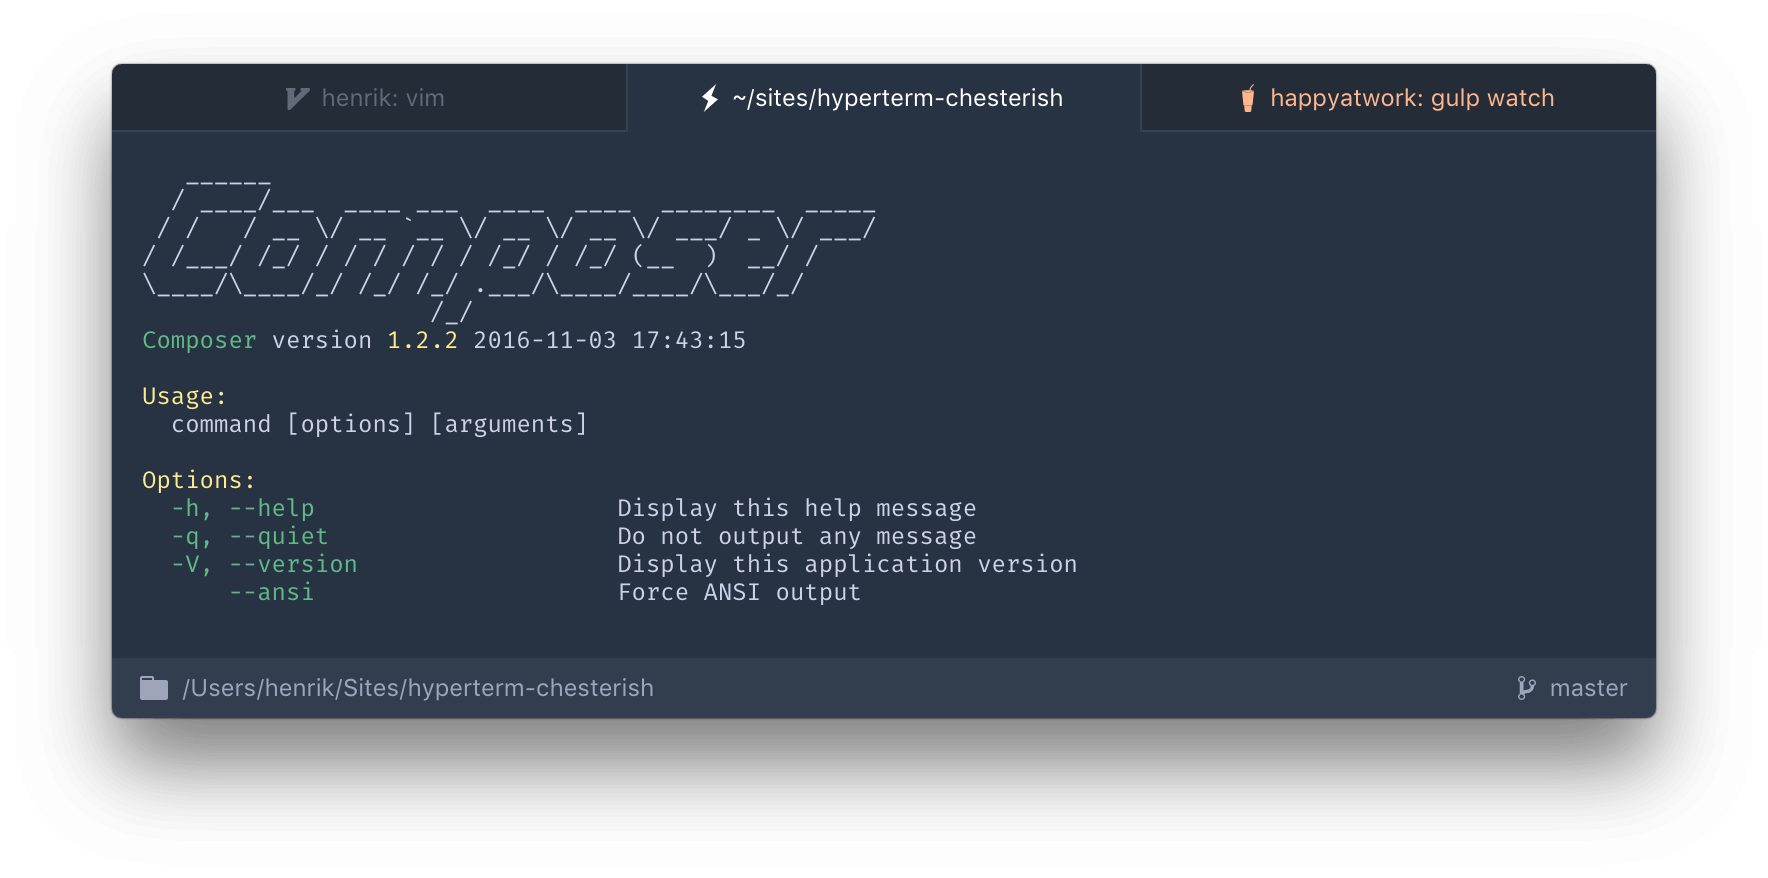 henrik: vim
~/sites/hyperterm-chesterish
happyatwork: gulp watch
   ______
  / ____/___  ____ ___  ____  ____  ________  _____
 / /   / __ \/ __ `__ \/ __ \/ __ \/ ___/ _ \/ ___/
/ /___/ /_/ / / / / / / /_/ / /_/ (__  )  __/ /
\____/\____/_/ /_/ /_/ .___/\____/____/\___/_/
                    /_/
Composer version 1.2.2 2016-11-03 17:43:15
Usage:
  command [options] [arguments]
Options:
  -h, --help                     Display this help message
  -q, --quiet                    Do not output any message
  -V, --version                  Display this application version
      --ansi                     Force ANSI output
/Users/henrik/Sites/hyperterm-chesterish
master